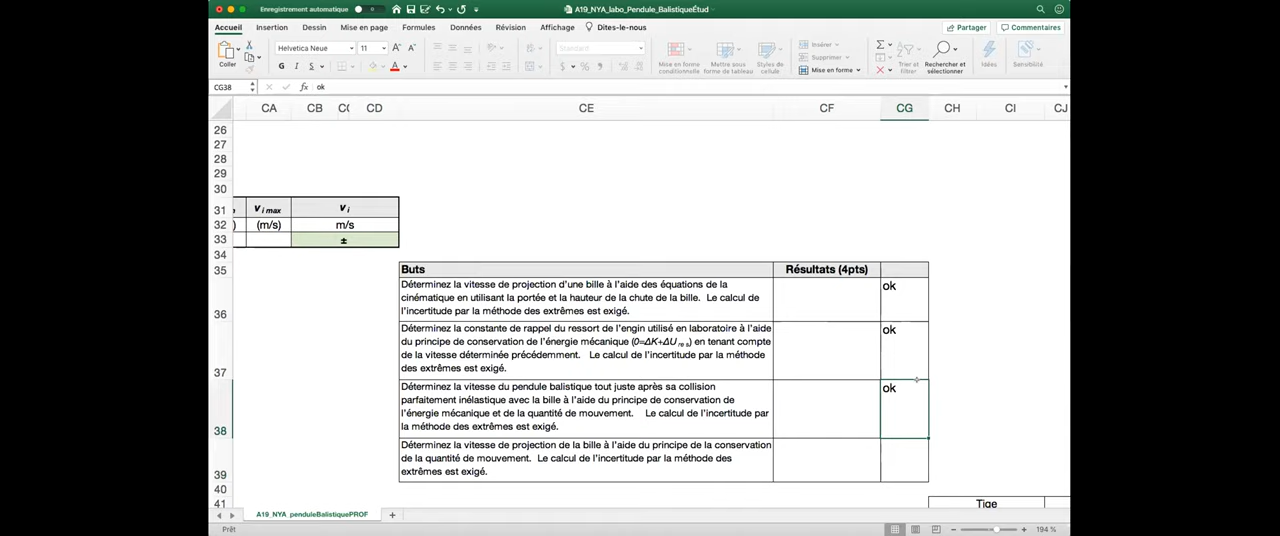 Enregistrement automatique
A19_NYA_labo_Pendule_BalistiqueÉtud
Accueil Insertion Dessin Mise en page Formules Données Révision Affichage Dites-le-nous Partager Commentaires
Coller
Helvetica Neue 11
G I S
Standard
Mise en forme conditionnelle
Mettre sous forme de tableau
Styles de cellule
Insérer
Supprimer
Mise en forme
Trier et filtrer
Rechercher et sélectionner
Idées
Sensibilité
CG38 fx ok
CA CB CC CD CE CF CG CH CI CJ
26
27
28
29
30
31 v i max v i
32 (m/s) m/s
33 ±
34
35 Buts Résultats (4pts)
Déterminez la vitesse de projection d'une bille à l'aide des équations de la ok
cinématique en utilisant la portée et la hauteur de la chute de la bille. Le calcul de
36 l'incertitude par la méthode des extrêmes est exigé.
Déterminez la constante de rappel du ressort de l'engin utilisé en laboratoire à l'aide ok
du principe de conservation de l'énergie mécanique (0=ΔK+ΔU re s) en tenant compte
de la vitesse déterminée précédemment. Le calcul de l'incertitude par la méthode
37 des extrêmes est exigé.
Déterminez la vitesse du pendule balistique tout juste après sa collision ok
parfaitement inélastique avec la bille à l'aide du principe de conservation de
l'énergie mécanique et de la quantité de mouvement. Le calcul de l'incertitude par
38 la méthode des extrêmes est exigé.
Déterminez la vitesse de projection de la bille à l'aide du principe de la conservation
de la quantité de mouvement. Le calcul de l'incertitude par la méthode des
39 extrêmes est exigé.
40
41 Tige
A19_NYA_penduleBalistiquePROF
Prêt 194 %